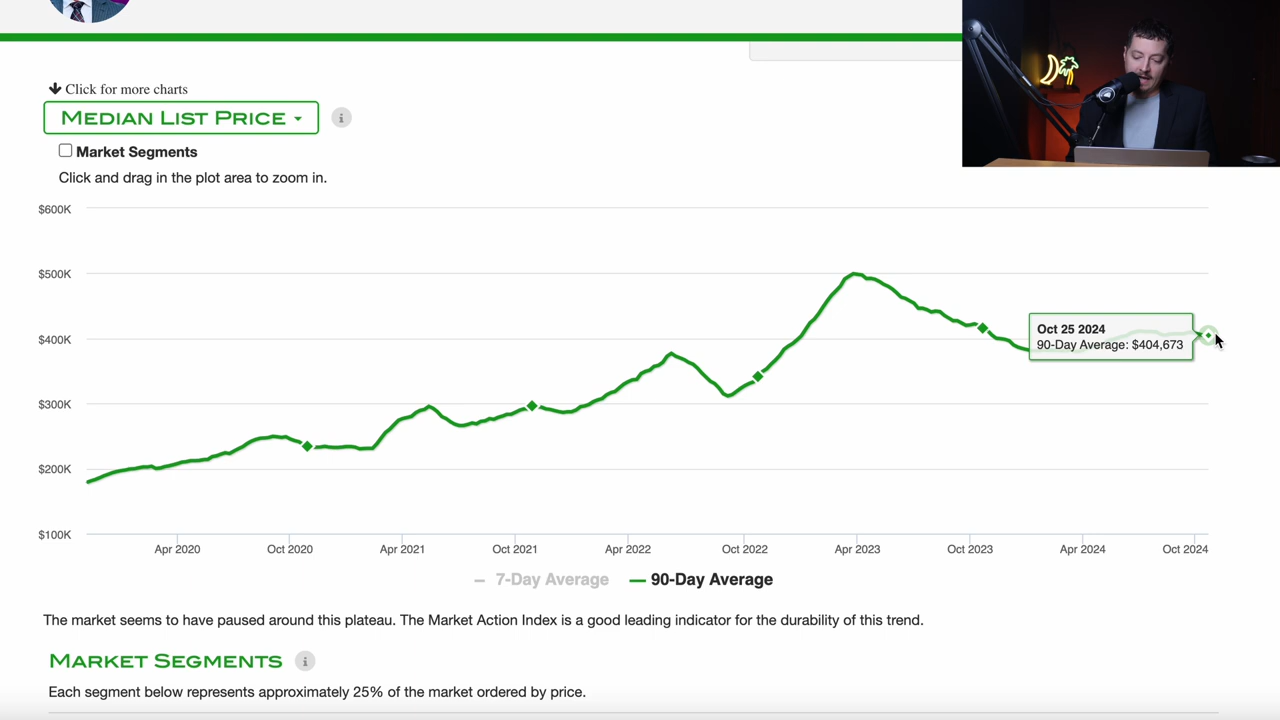 Click for more charts
MEDIAN LIST PRICE
i
Market Segments
Click and drag in the plot area to zoom in.
$600K
$500K
$400K
$300K
$200K
$100K
Oct 25 2024
90-Day Average: $404,673
Apr 2020
Oct 2020
Apr 2021
Oct 2021
Apr 2022
Oct 2022
Apr 2023
Oct 2023
Apr 2024
Oct 2024
7-Day Average
90-Day Average
The market seems to have paused around this plateau. The Market Action Index is a good leading indicator for the durability of this trend.
MARKET SEGMENTS
i
Each segment below represents approximately 25% of the market ordered by price.